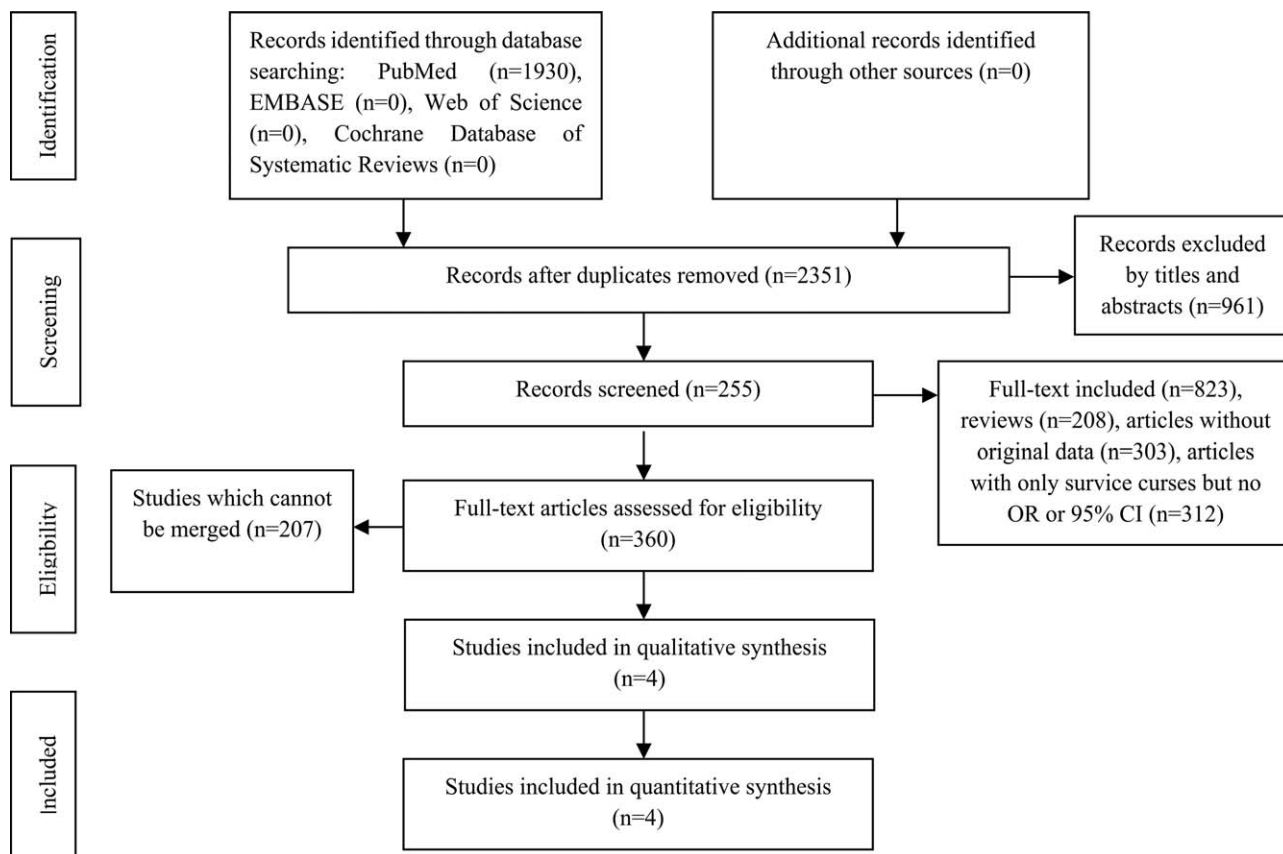 Identification
Records identified through database
searching: PubMed (n=1930),
EMBASE (n=0), Web of Science
(n=0), Cochrane Database of
Systematic Reviews (n=0)
Additional records identified
through other sources (n=0)
Screening
Records after duplicates removed (n=2351)
Records excluded
by titles and
abstracts (n=961)
Records screened (n=255)
Full-text included (n=823),
reviews (n=208), articles without
original data (n=303), articles
with only survice curses but no
OR or 95% CI (n=312)
Eligibility
Studies which cannot
be merged (n=207)
Full-text articles assessed for eligibility
(n=360)
Studies included in qualitative synthesis
(n=4)
Included
Studies included in quantitative synthesis
(n=4)